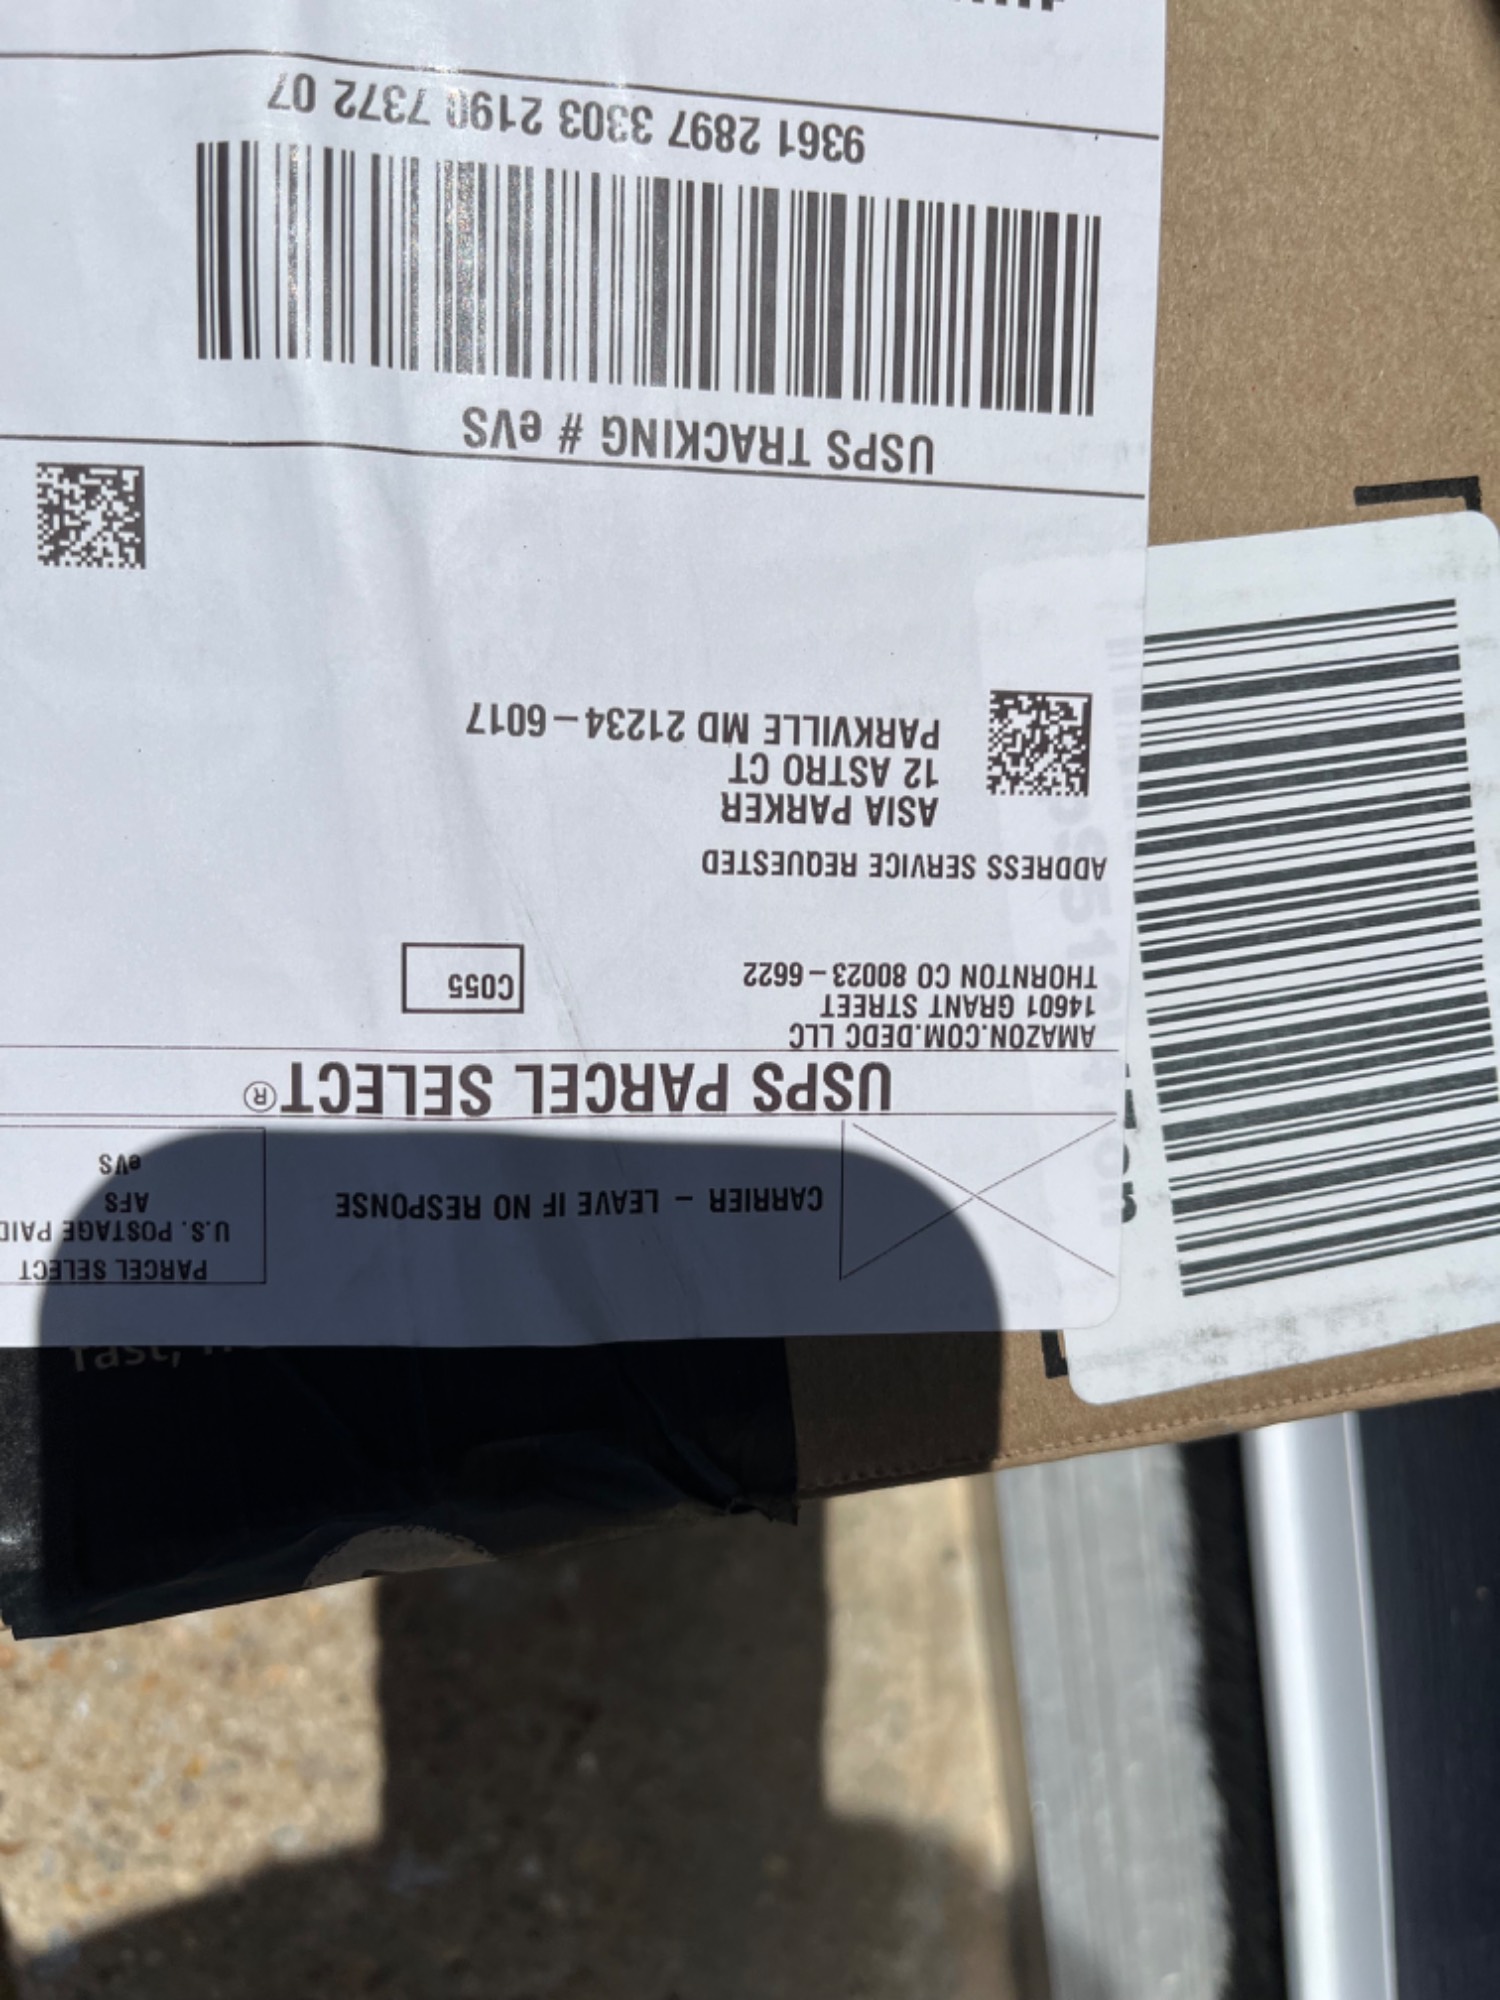 PARCEL SELECT
U.S. POSTAGE PAID
AFS
eVS
CARRIER – LEAVE IF NO RESPONSE
USPS PARCEL SELECT®
AMAZON.COM.DEDC LLC
14601 GRANT STREET
THORNTON CO 80023–6622
C055
ADDRESS SERVICE REQUESTED
ASIA PARKER
12 ASTRO CT
PARKVILLE MD 21234–6017
USPS TRACKING # eVS
9361 2897 3303 2190 7372 07
fast,